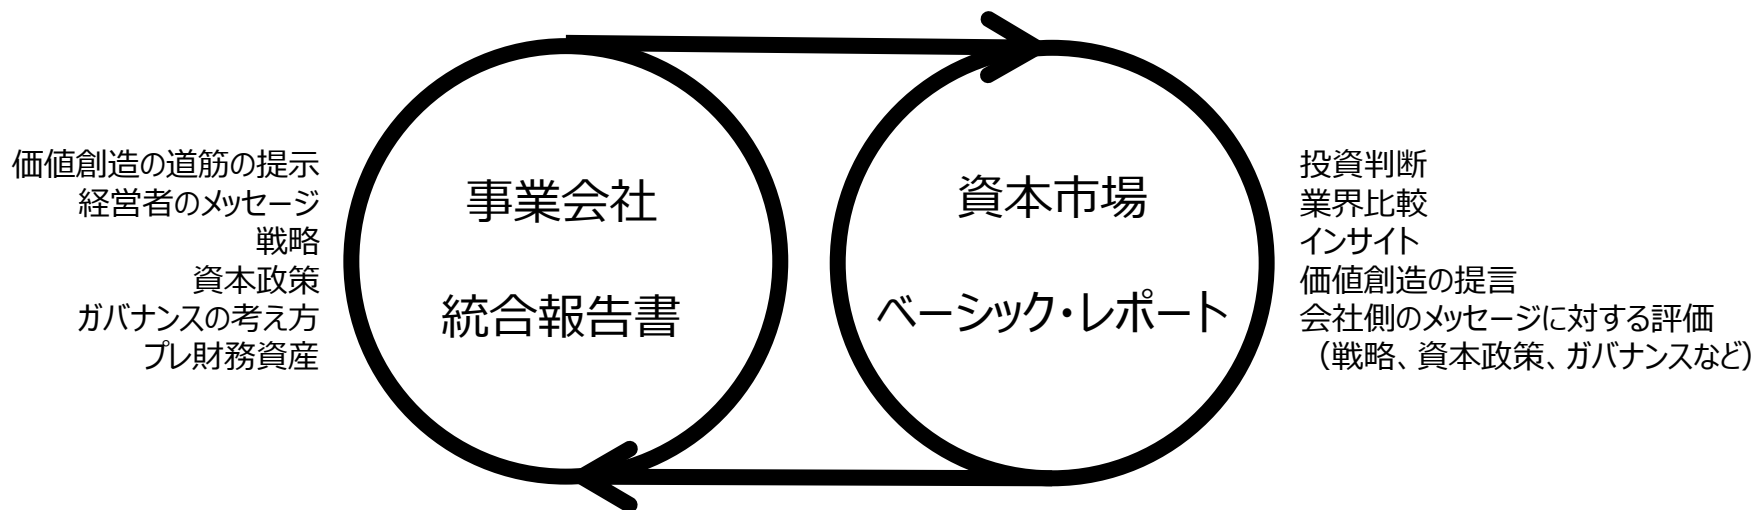 価値創造の道筋の提示
経営者のメッセージ
戦略
資本政策
ガバナンスの考え方
プレ財務資産
事業会社
統合報告書
資本市場
ベーシック・レポート
投資判断
業界比較
インサイト
価値創造の提言
会社側のメッセージに対する評価
（戦略、資本政策、ガバナンスなど）